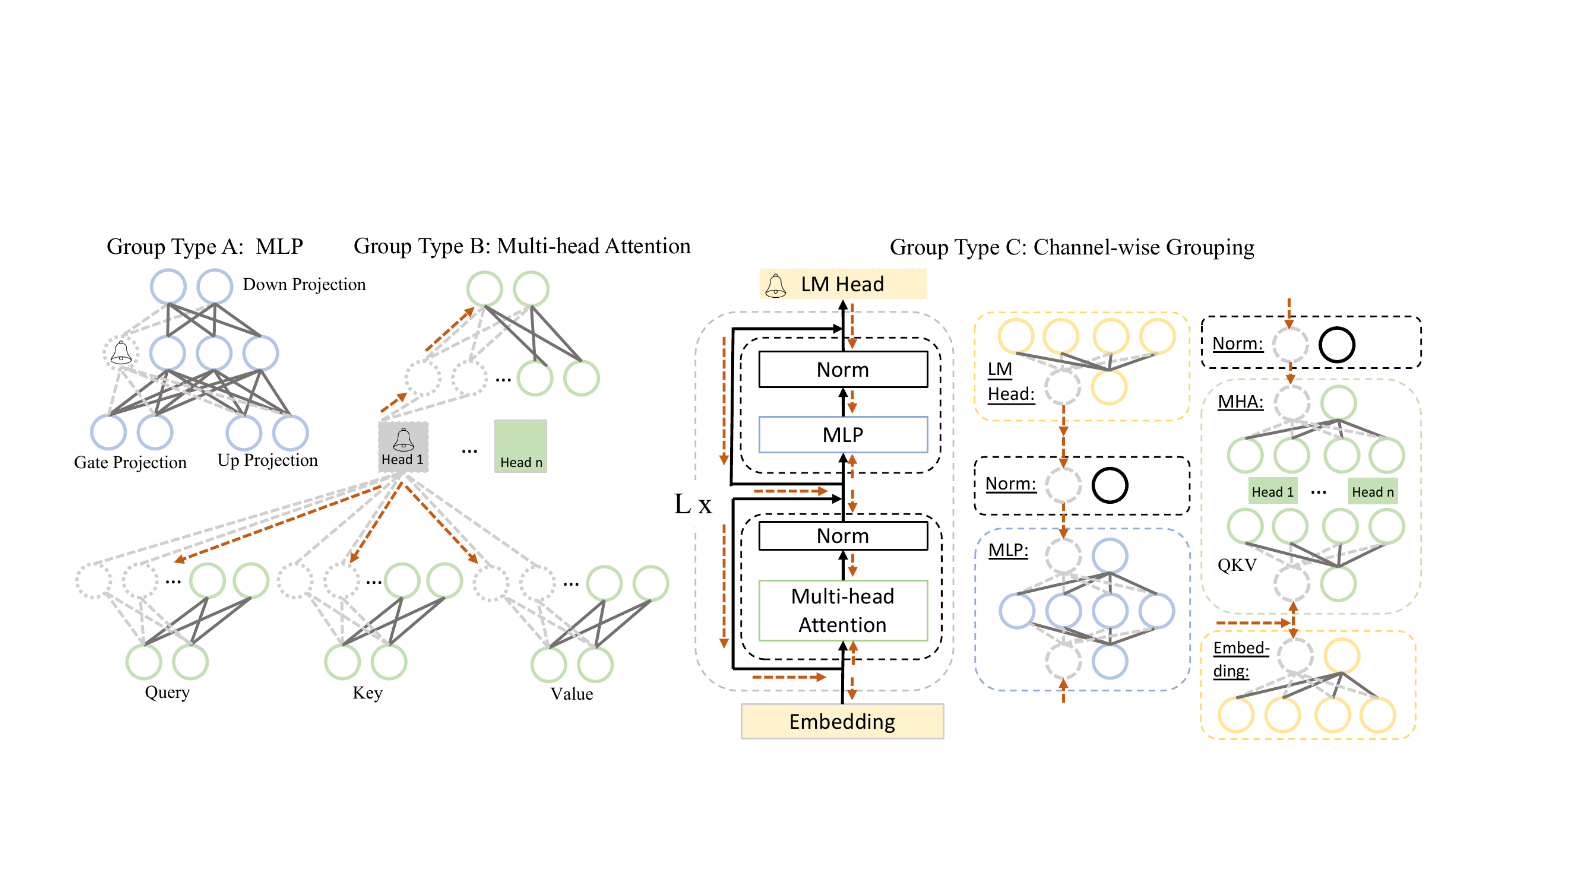 Group Type A: MLP
Down Projection
Gate Projection
Up Projection
Group Type B: Multi-head Attention
...
Head 1
...
Head n
...
...
...
Query
Key
Value
Group Type C: Channel-wise Grouping
LM Head
Norm
MLP
L x
Norm
Multi-head
Attention
Embedding
LM
Head:
Norm:
MLP:
Norm:
MHA:
Head 1
...
Head n
QKV
Embed-
ding: